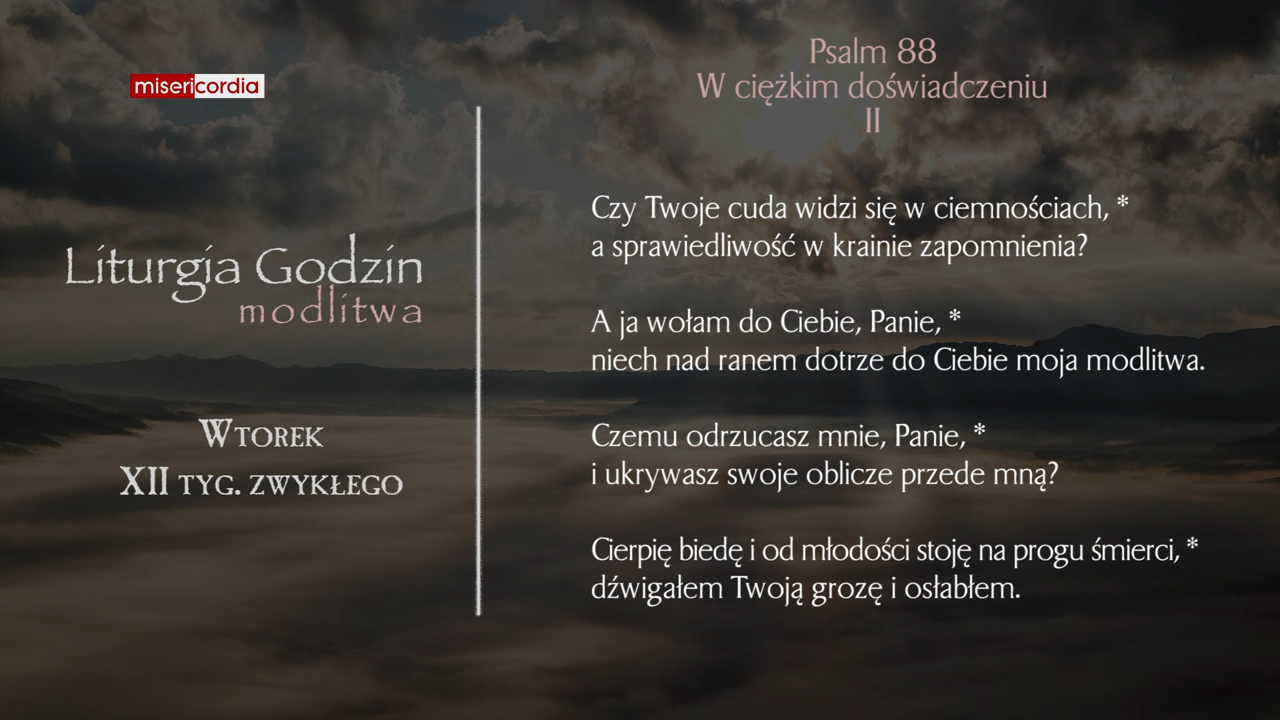 misericordia
Liturgia Godzin
modlitwa
Wtorek
XII tyg. zwykłego
Psalm 88
W ciężkim doświadczeniu
II
Czy Twoje cuda widzi się w ciemnościach, *
a sprawiedliwość w krainie zapomnienia?
A ja wołam do Ciebie, Panie, *
niech nad ranem dotrze do Ciebie moja modlitwa.
Czemu odrzucasz mnie, Panie, *
i ukrywasz swoje oblicze przede mną?
Cierpię biedę i od młodości stoję na progu śmierci, *
dźwigałem Twoją grozę i osłabłem.